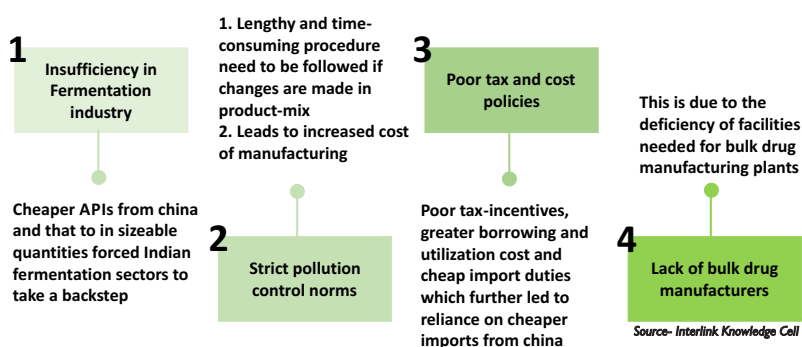 1
Insufficiency in
Fermentation
industry
Cheaper APIs from china
and that to in sizeable
quantities forced Indian
fermentation sectors to
take a backstep
1. Lengthy and time-
consuming procedure
need to be followed if
changes are made in
product-mix
2. Leads to increased cost
of manufacturing
2
Strict pollution
control norms
3
Poor tax and cost
policies
Poor tax-incentives,
greater borrowing and
utilization cost and
cheap import duties
which further led to
reliance on cheaper
imports from china
This is due to the
deficiency of facilities
needed for bulk drug
manufacturing plants
4
Lack of bulk drug
manufacturers
Source- Interlink Knowledge Cell